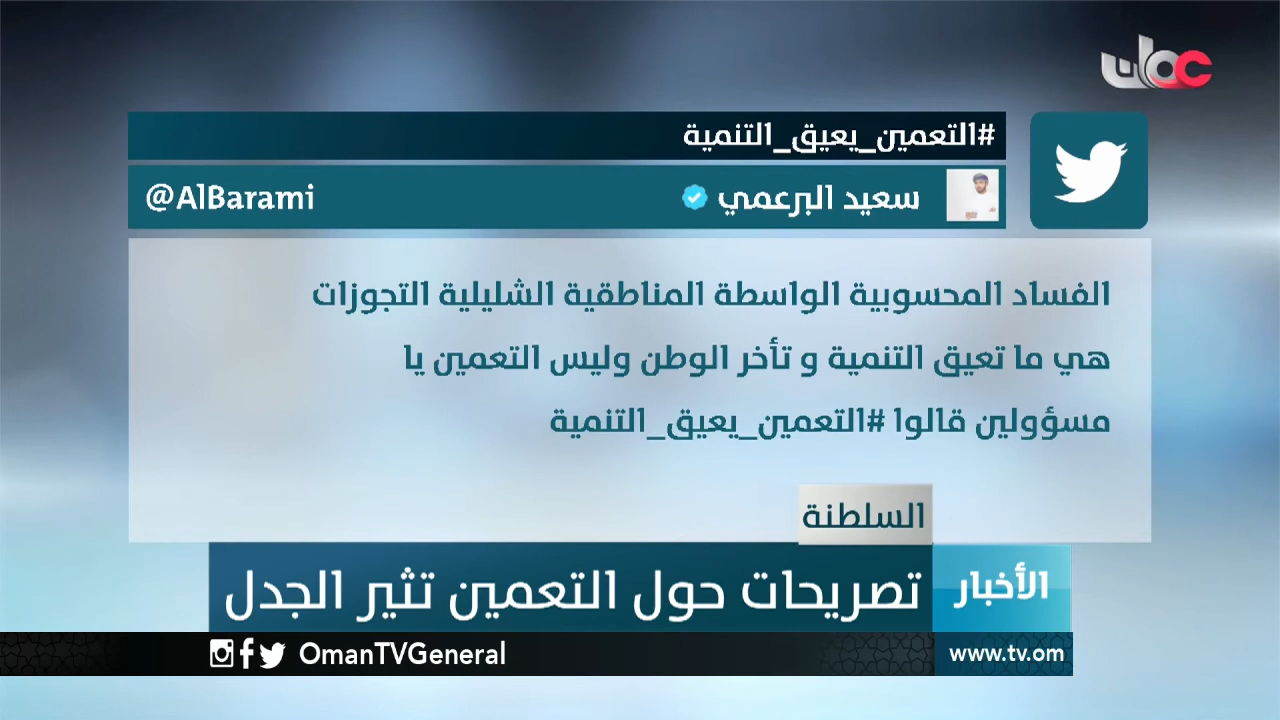 عمان
#التعمين_يعيق_التنمية
سعيد البرعمي @AlBarami
الفساد المحسوبية الواسطة المناطقية الشليلية التجوزات
هي ما تعيق التنمية و تأخر الوطن وليس التعمين يا
مسؤولين قالوا #التعمين_يعيق_التنمية
السلطنة
الأخبار تصريحات حول التعمين تثير الجدل
OmanTVGeneral www.tv.om